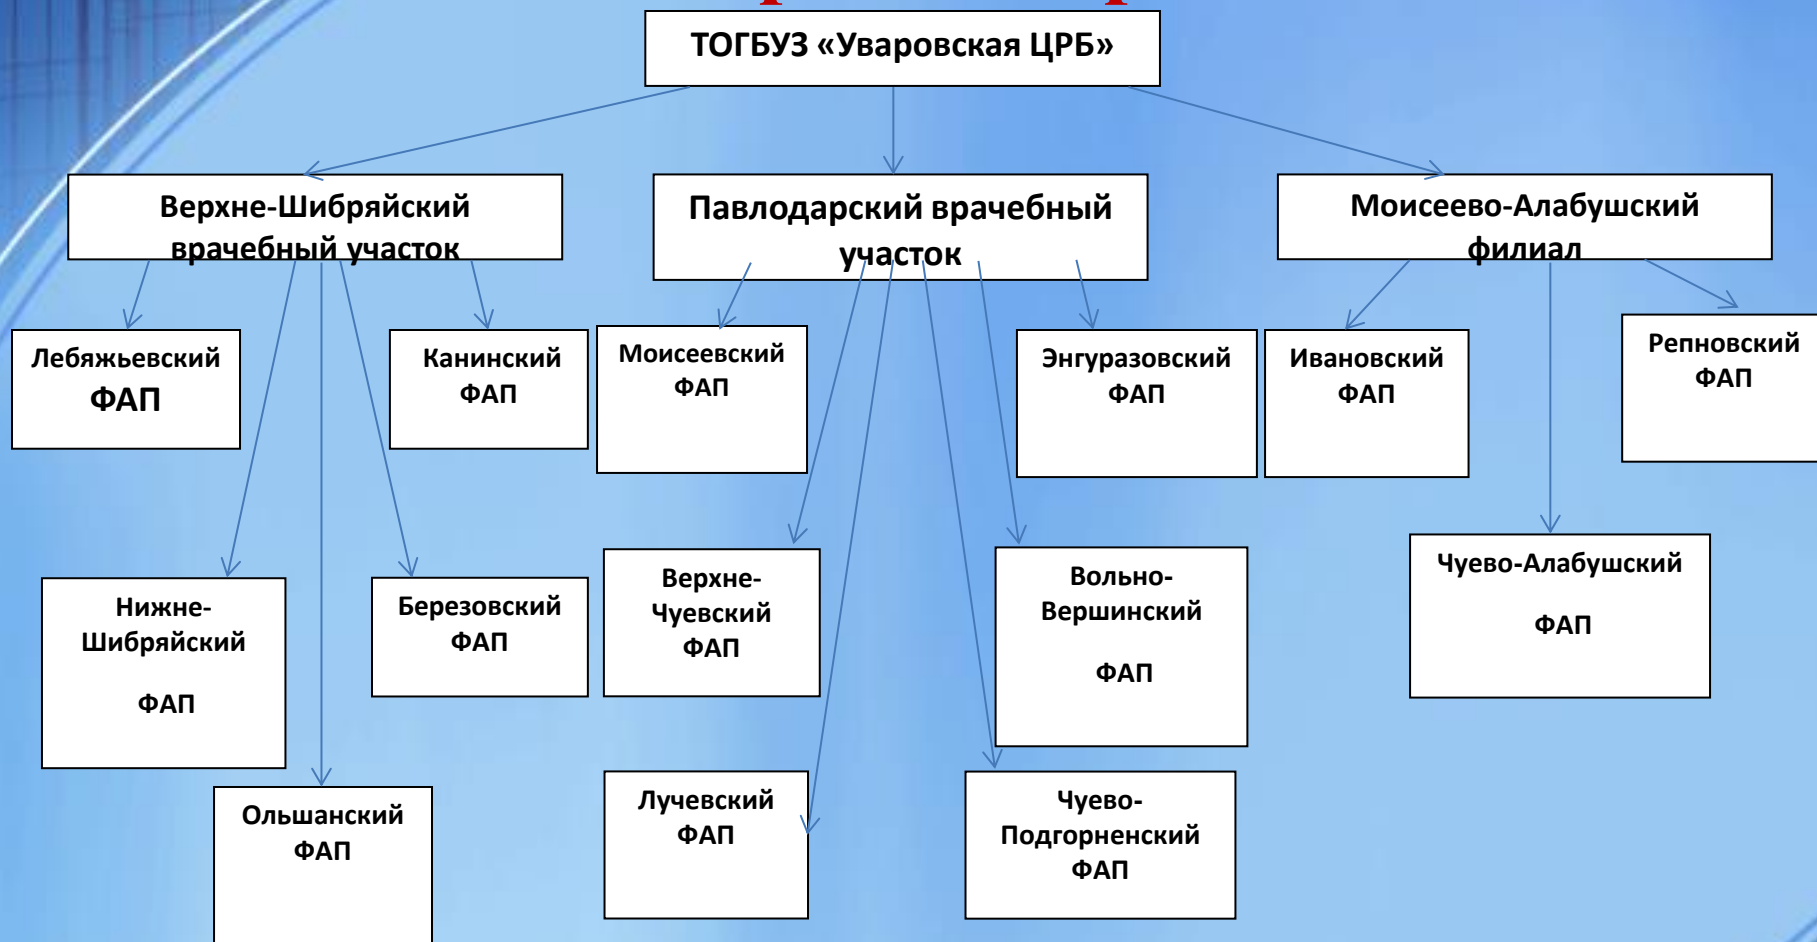 ТОГБУЗ «Уваровская ЦРБ»
Верхне-Шибряйский
врачебный участок
Павлодарский врачебный
участок
Моисеево-Алабушский
филиал
Лебяжьевский
ФАП
Канинский
ФАП
Моисеевский
ФАП
Энгуразовский
ФАП
Ивановский
ФАП
Репновский
ФАП
Нижне-
Шибряйский
ФАП
Березовский
ФАП
Верхне-
Чуевский
ФАП
Вольно-
Вершинский
ФАП
Чуево-Алабушский
ФАП
Ольшанский
ФАП
Лучевский
ФАП
Чуево-
Подгорненский
ФАП